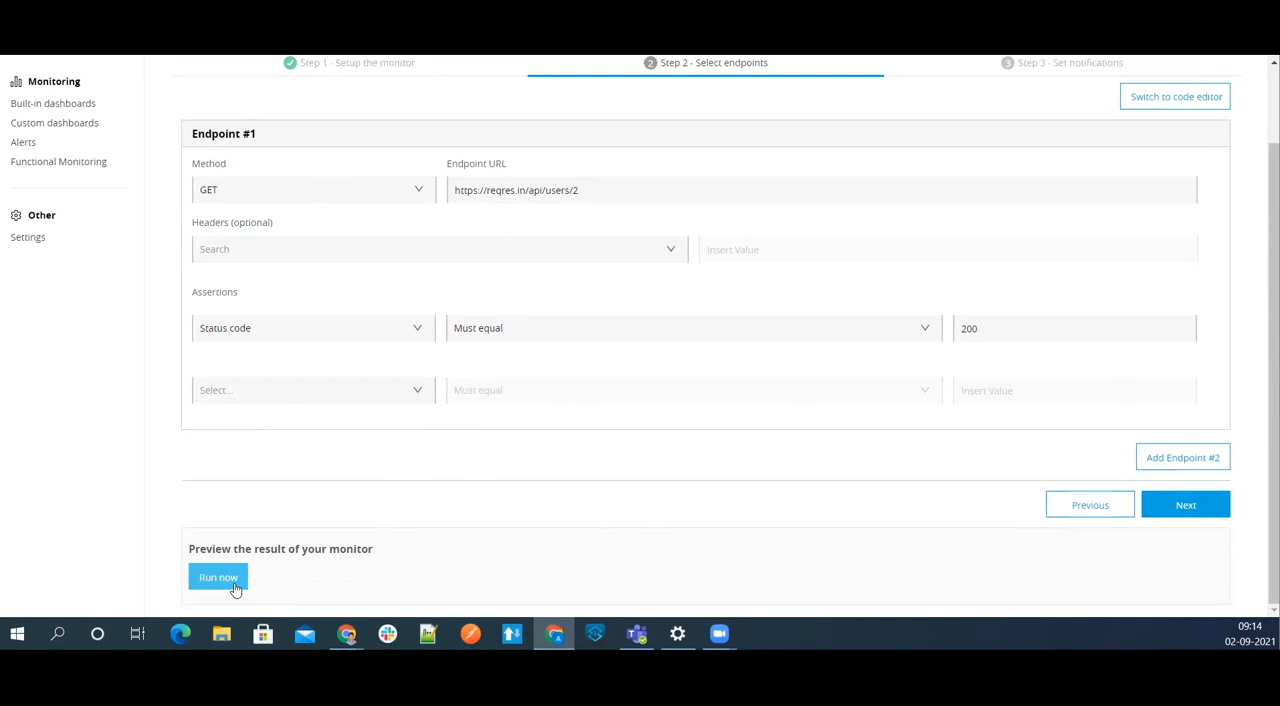 Step 1 - Setup the monitor
2 Step 2 - Select endpoints
3 Step 3 - Set notifications
Monitoring
Built-in dashboards
Custom dashboards
Alerts
Functional Monitoring
Other
Settings
Switch to code editor
Endpoint #1
Method Endpoint URL
GET https://reqres.in/api/users/2
Headers (optional)
Search Insert Value
Assertions
Status code Must equal 200
Select... Must equal Insert Value
Add Endpoint #2
Previous Next
Preview the result of your monitor
Run now
09:14
02-09-2021